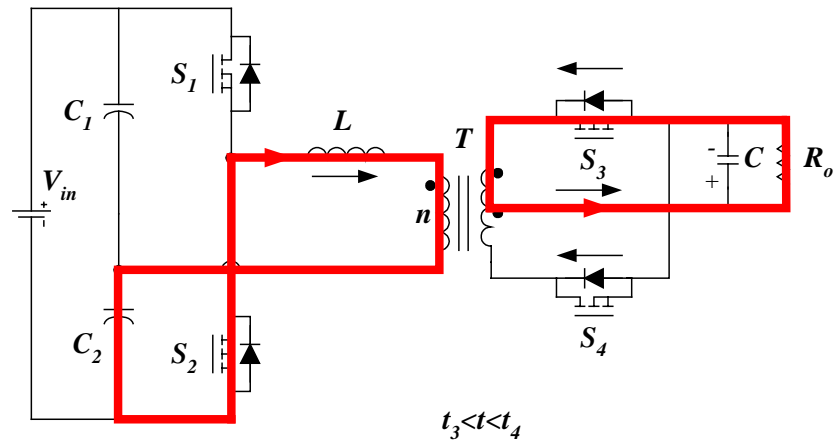 S1
L
T
C1
S3
- C
+
Ro
Vin
+
-
n
C2
S2
S4
t3<t<t4